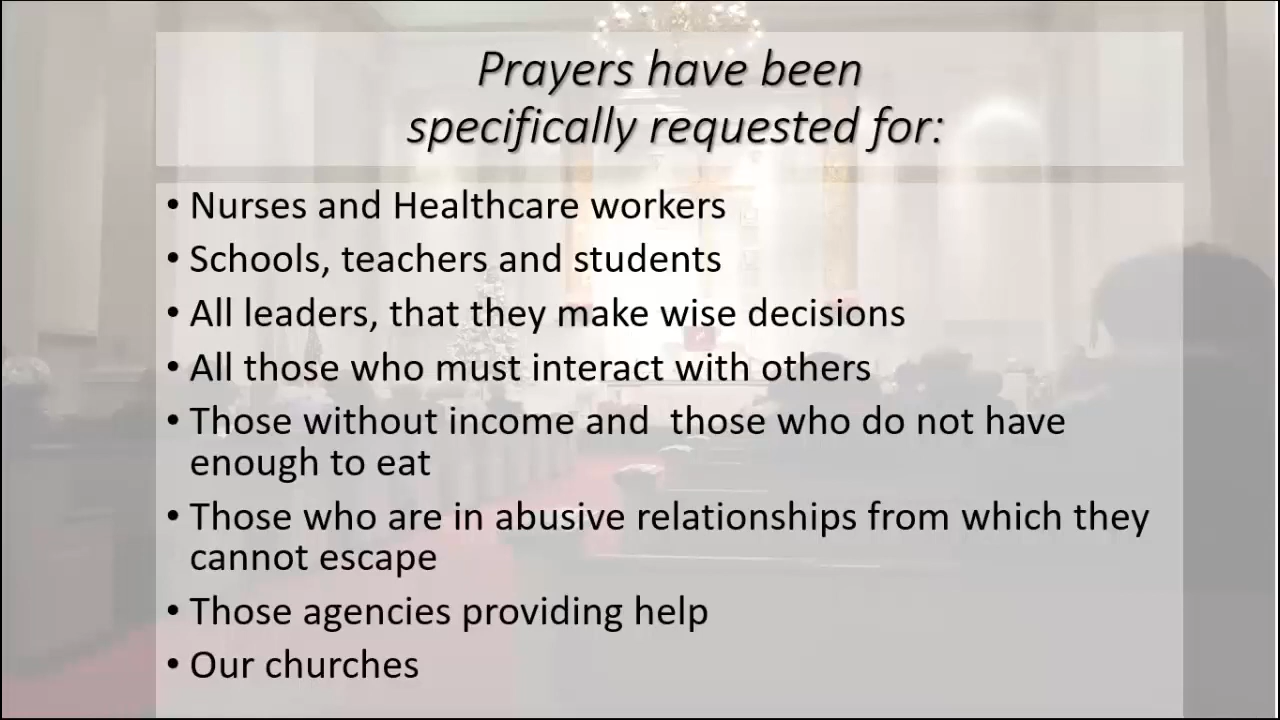 Prayers have been
specifically requested for:
• Nurses and Healthcare workers
• Schools, teachers and students
• All leaders, that they make wise decisions
• All those who must interact with others
• Those without income and  those who do not have
enough to eat
• Those who are in abusive relationships from which they
cannot escape
• Those agencies providing help
• Our churches